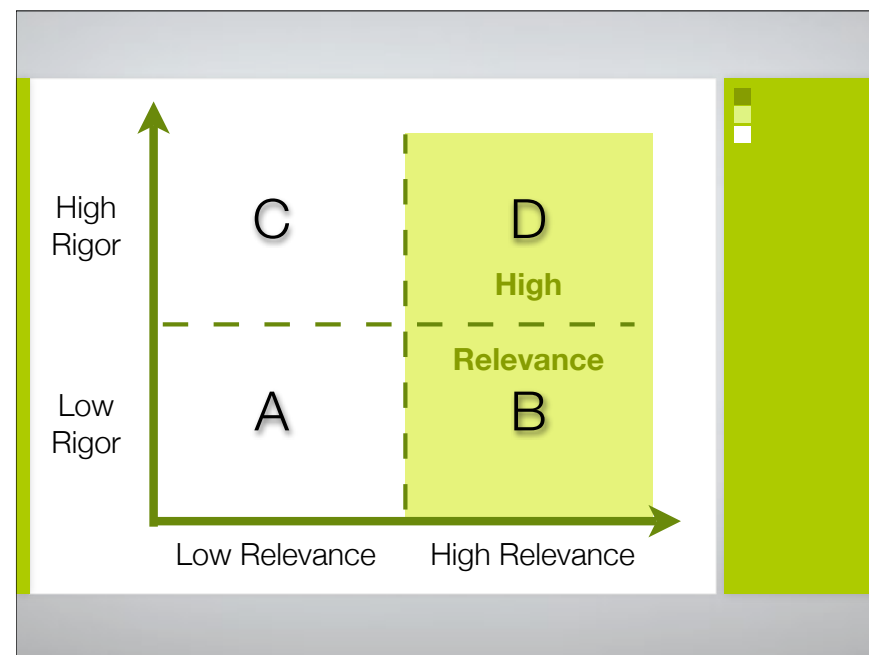 High
Rigor
C
D
High
Relevance
Low
Rigor
A
B
Low Relevance
High Relevance